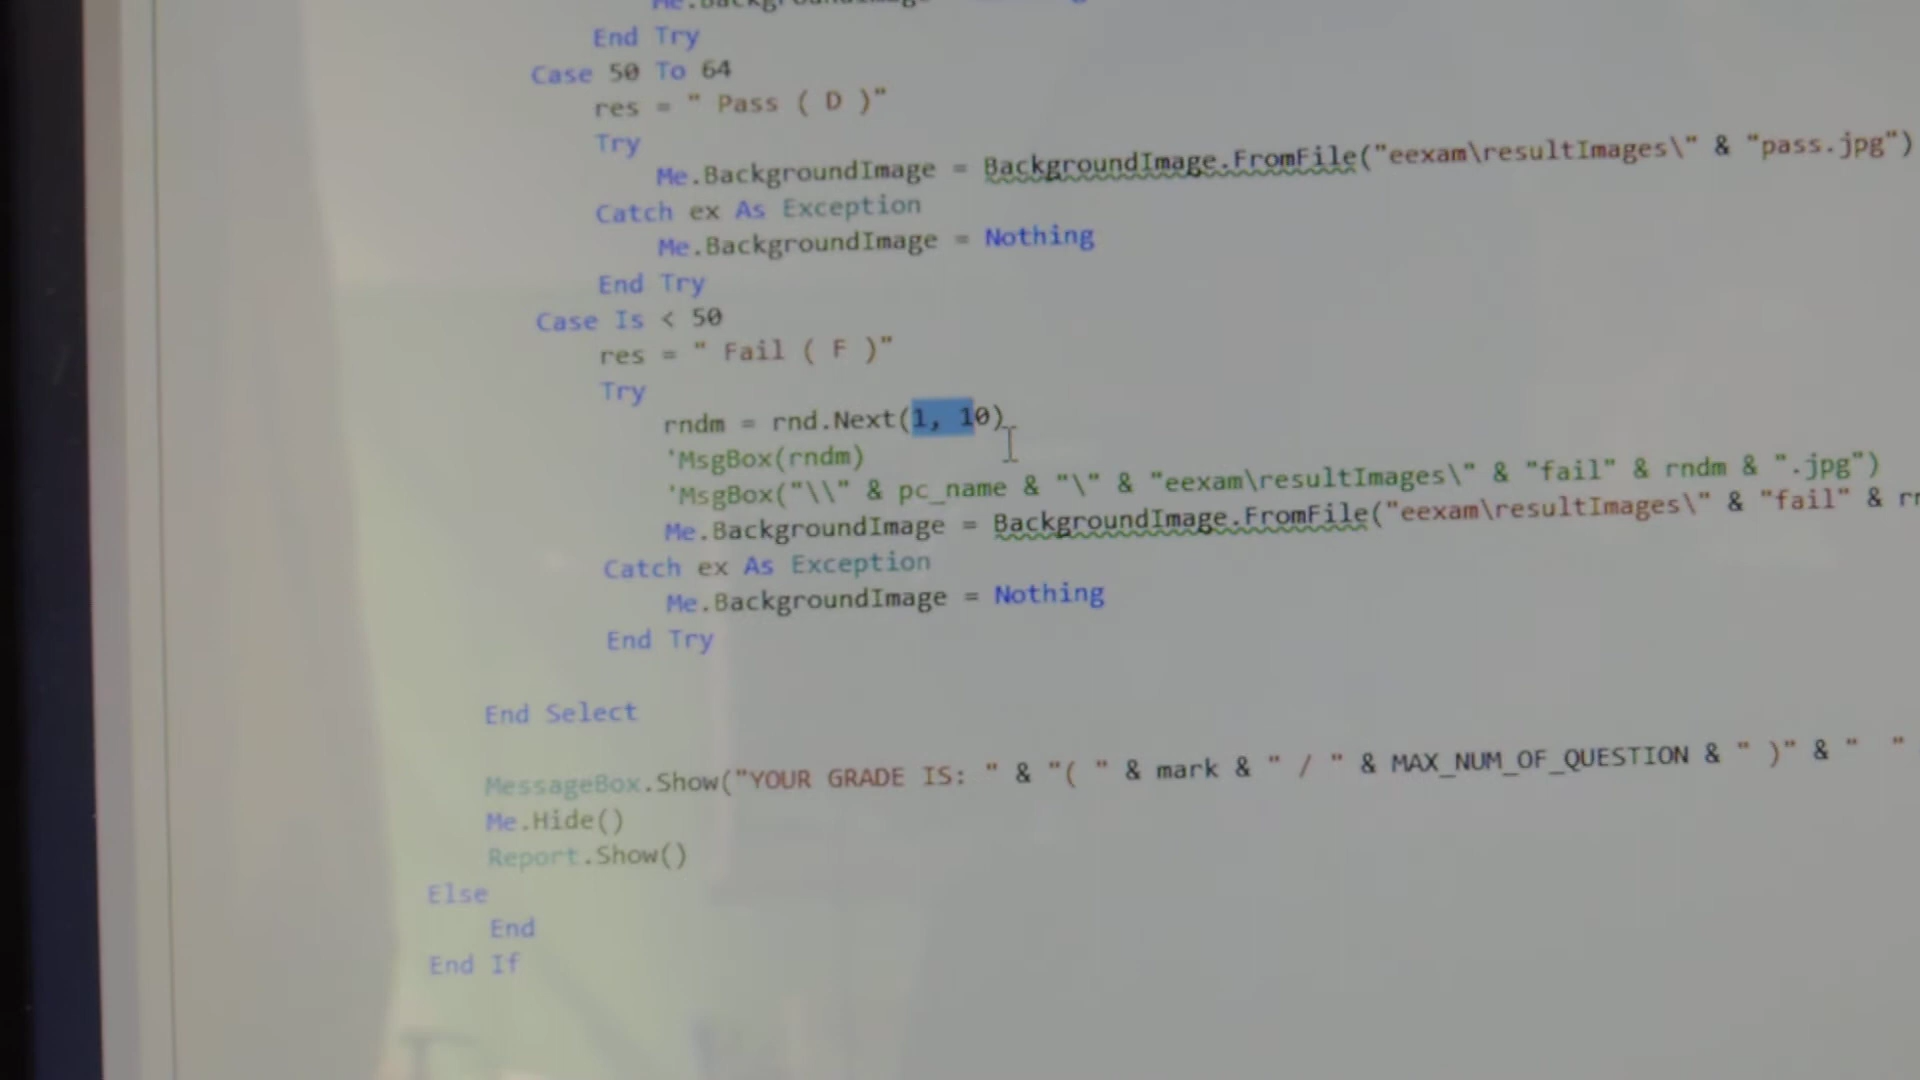 End Try
Case 50 To 64
res = " Pass ( D )"
Try
Me.BackgroundImage = BackgroundImage.FromFile("eexam\resultImages\" & "pass.jpg")
Catch ex As Exception
Me.BackgroundImage = Nothing
End Try
Case Is < 50
res = " Fail ( F )"
Try
rndm = rnd.Next(1, 10)
'MsgBox(rndm)
'MsgBox("\\" & pc_name & "\" & "eexam\resultImages\" & "fail" & rndm & ".jpg")
Me.BackgroundImage = BackgroundImage.FromFile("eexam\resultImages\" & "fail" &
Catch ex As Exception
Me.BackgroundImage = Nothing
End Try
End Select
MessageBox.Show("YOUR GRADE IS: " & "( " & mark & " / " & MAX_NUM_OF_QUESTION & " )" & "  "
Me.Hide()
Report.Show()
Else
End
End If